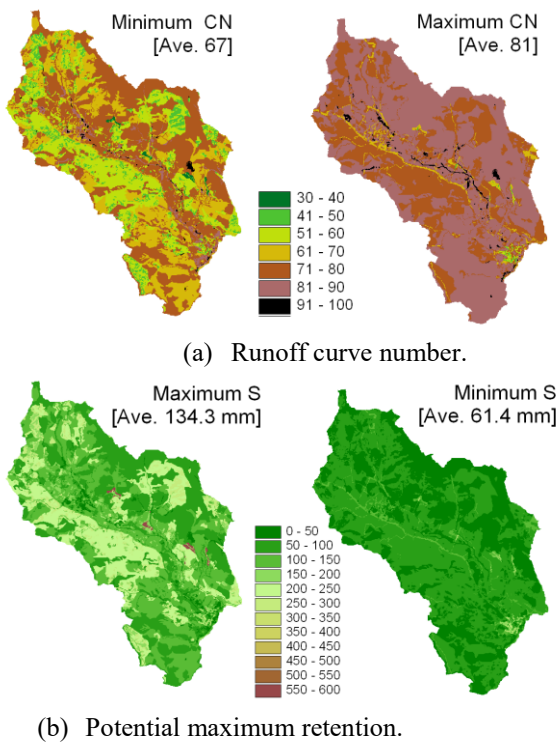 Minimum CN
[Ave. 67]
Maximum CN
[Ave. 81]
30 - 40
41 - 50
51 - 60
61 - 70
71 - 80
81 - 90
91 - 100
(a) Runoff curve number.
Maximum S
[Ave. 134.3 mm]
Minimum S
[Ave. 61.4 mm]
0 - 50
50 - 100
100 - 150
150 - 200
200 - 250
250 - 300
300 - 350
350 - 400
400 - 450
450 - 500
500 - 550
550 - 600
(b) Potential maximum retention.